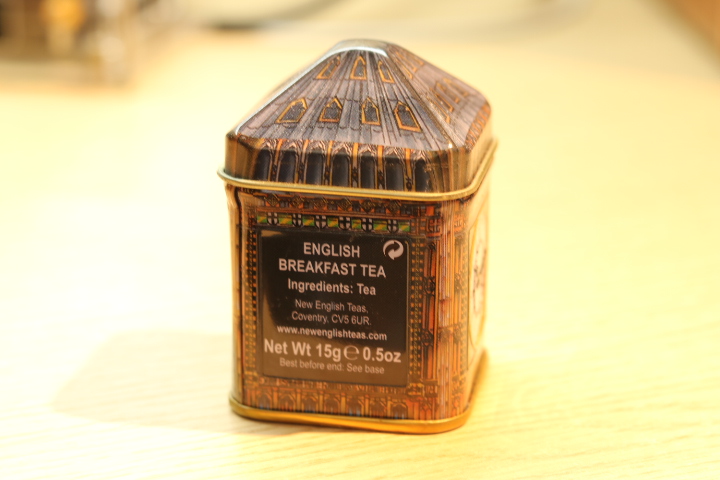 ENGLISH
BREAKFAST TEA
Ingredients: Tea
New English Teas,
Coventry. CV5 6UR.
www.newenglishteas.com
Net Wt 15g ℮ 0.5oz
Best before end: See base